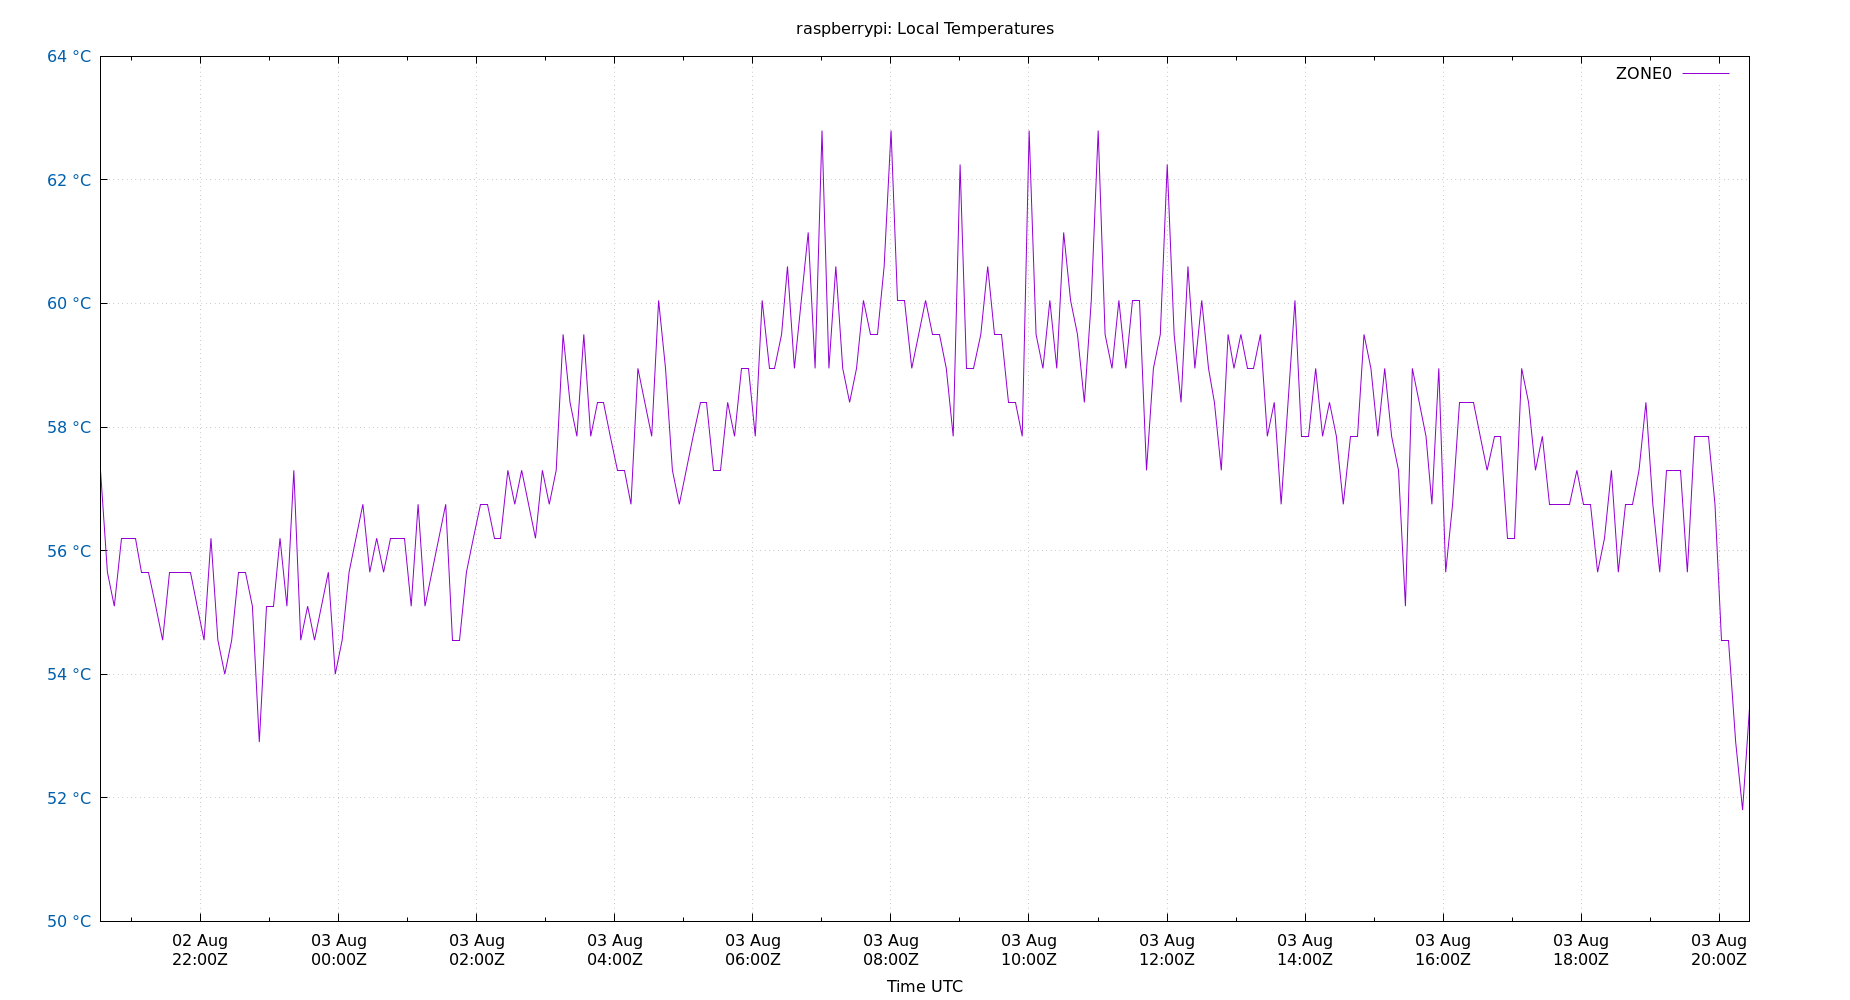 raspberrypi: Local Temperatures
64 °C
ZONE0
62 °C
60 °C
58 °C
56 °C
54 °C
52 °C
50 °C
02 Aug 03 Aug 03 Aug 03 Aug 03 Aug 03 Aug 03 Aug 03 Aug 03 Aug 03 Aug 03 Aug 03 Aug
22:00Z 00:00Z 02:00Z 04:00Z 06:00Z 08:00Z 10:00Z 12:00Z 14:00Z 16:00Z 18:00Z 20:00Z
Time UTC